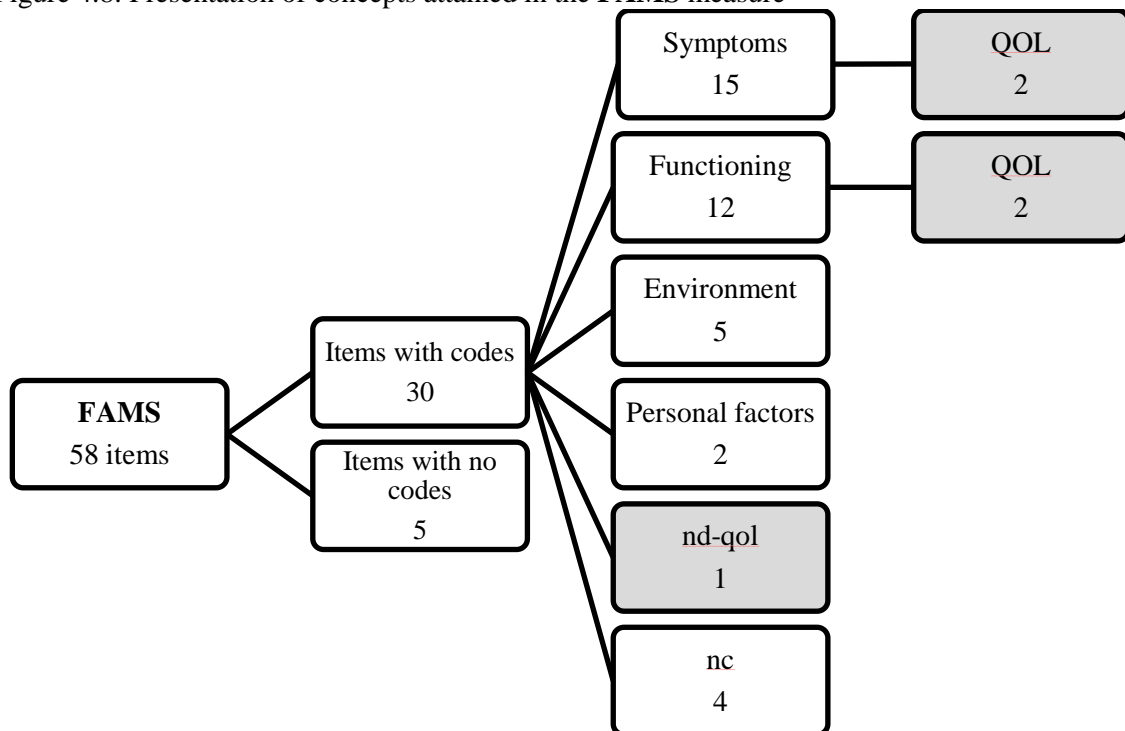 Figure 4.8. Presentation of concepts attained in the FAMS measure
FAMS
58 items
Items with codes
30
Items with no
codes
5
Symptoms
15
QOL
2
Functioning
12
QOL
2
Environment
5
Personal factors
2
nd-qol
1
nc
4